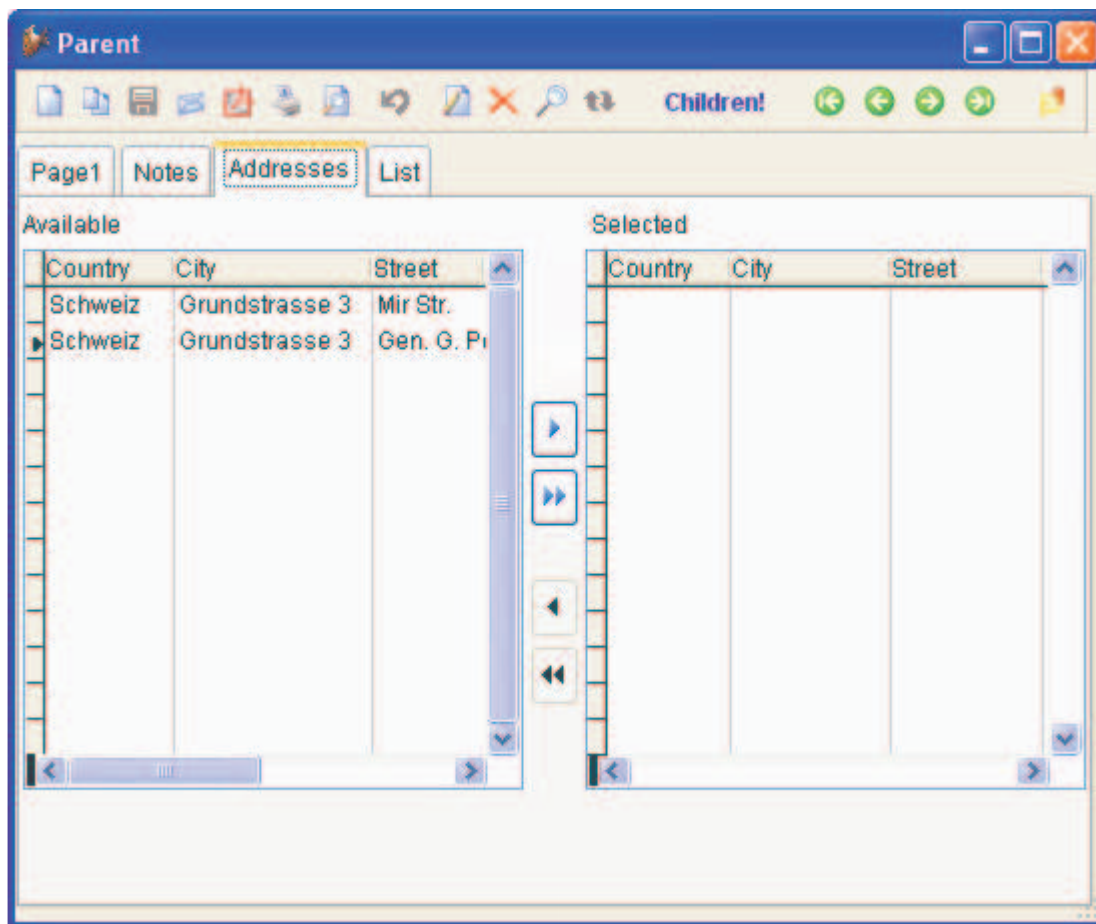 Parent
Children!
Page1 Notes Addresses List
Available Selected
Country City Street Country City Street
Schweiz Grundstrasse 3 Mir Str.
Schweiz Grundstrasse 3 Gen. G.